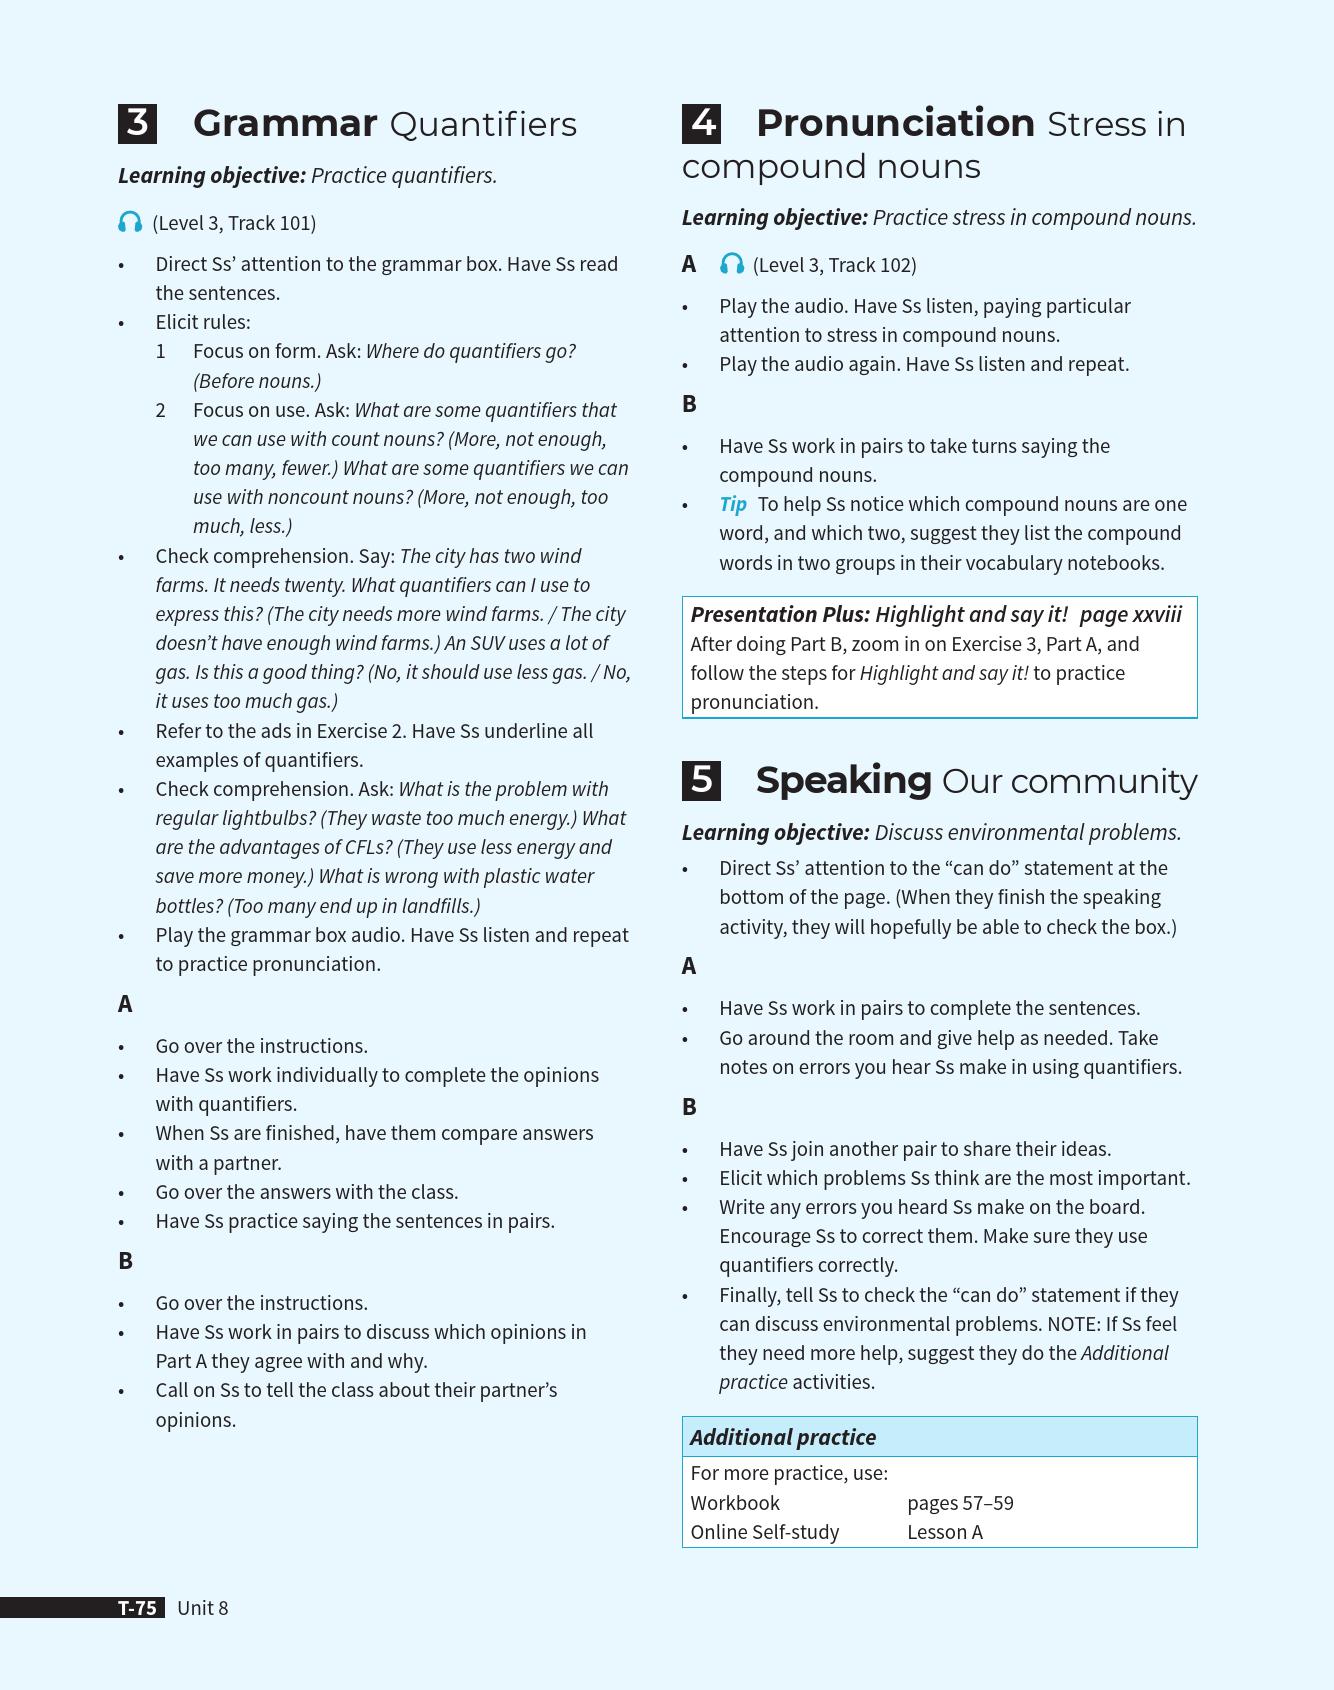 3 Grammar Quantifiers
Learning objective: Practice quantifiers.
(Level 3, Track 101)
• Direct Ss’ attention to the grammar box. Have Ss read
the sentences.
• Elicit rules:
1 Focus on form. Ask: Where do quantifiers go?
(Before nouns.)
2 Focus on use. Ask: What are some quantifiers that
we can use with count nouns? (More, not enough,
too many, fewer.) What are some quantifiers we can
use with noncount nouns? (More, not enough, too
much, less.)
• Check comprehension. Say: The city has two wind
farms. It needs twenty. What quantifiers can I use to
express this? (The city needs more wind farms. / The city
doesn’t have enough wind farms.) An SUV uses a lot of
gas. Is this a good thing? (No, it should use less gas. / No,
it uses too much gas.)
• Refer to the ads in Exercise 2. Have Ss underline all
examples of quantifiers.
• Check comprehension. Ask: What is the problem with
regular lightbulbs? (They waste too much energy.) What
are the advantages of CFLs? (They use less energy and
save more money.) What is wrong with plastic water
bottles? (Too many end up in landfills.)
• Play the grammar box audio. Have Ss listen and repeat
to practice pronunciation.
A
• Go over the instructions.
• Have Ss work individually to complete the opinions
with quantifiers.
• When Ss are finished, have them compare answers
with a partner.
• Go over the answers with the class.
• Have Ss practice saying the sentences in pairs.
B
• Go over the instructions.
• Have Ss work in pairs to discuss which opinions in
Part A they agree with and why.
• Call on Ss to tell the class about their partner’s
opinions.
4 Pronunciation Stress in
compound nouns
Learning objective: Practice stress in compound nouns.
A (Level 3, Track 102)
• Play the audio. Have Ss listen, paying particular
attention to stress in compound nouns.
• Play the audio again. Have Ss listen and repeat.
B
• Have Ss work in pairs to take turns saying the
compound nouns.
• Tip To help Ss notice which compound nouns are one
word, and which two, suggest they list the compound
words in two groups in their vocabulary notebooks.
Presentation Plus: Highlight and say it! page xxviii
After doing Part B, zoom in on Exercise 3, Part A, and
follow the steps for Highlight and say it! to practice
pronunciation.
5 Speaking Our community
Learning objective: Discuss environmental problems.
• Direct Ss’ attention to the “can do” statement at the
bottom of the page. (When they finish the speaking
activity, they will hopefully be able to check the box.)
A
• Have Ss work in pairs to complete the sentences.
• Go around the room and give help as needed. Take
notes on errors you hear Ss make in using quantifiers.
B
• Have Ss join another pair to share their ideas.
• Elicit which problems Ss think are the most important.
• Write any errors you heard Ss make on the board.
Encourage Ss to correct them. Make sure they use
quantifiers correctly.
• Finally, tell Ss to check the “can do” statement if they
can discuss environmental problems. NOTE: If Ss feel
they need more help, suggest they do the Additional
practice activities.
Additional practice
For more practice, use:
Workbook pages 57–59
Online Self-study Lesson A
T-75 Unit 8